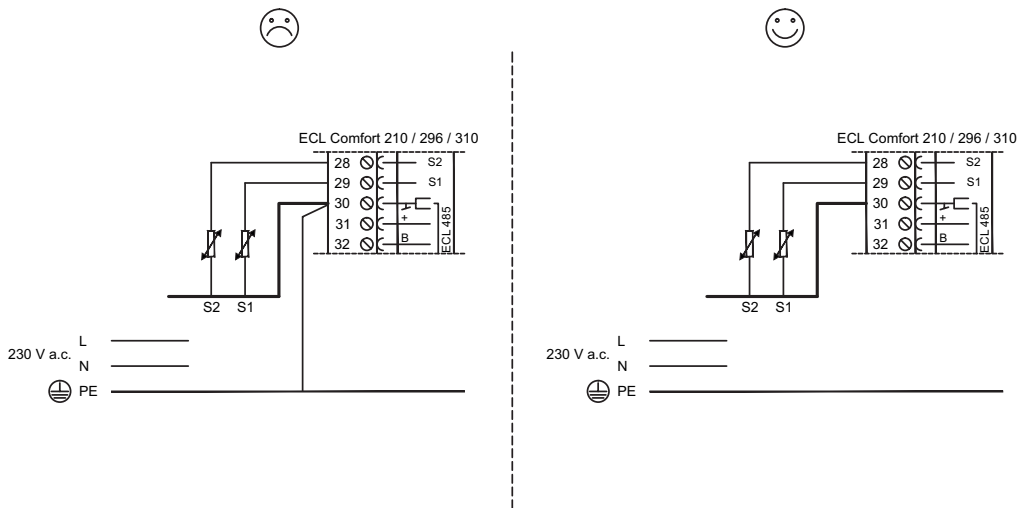 ECL Comfort 210 / 296 / 310
28 S2
29 S1
30
31 +
32 B
ECL 485
S2 S1
L
230 V a.c.
N
PE
ECL Comfort 210 / 296 / 310
28 S2
29 S1
30
31 +
32 B
ECL 485
S2 S1
L
230 V a.c.
N
PE